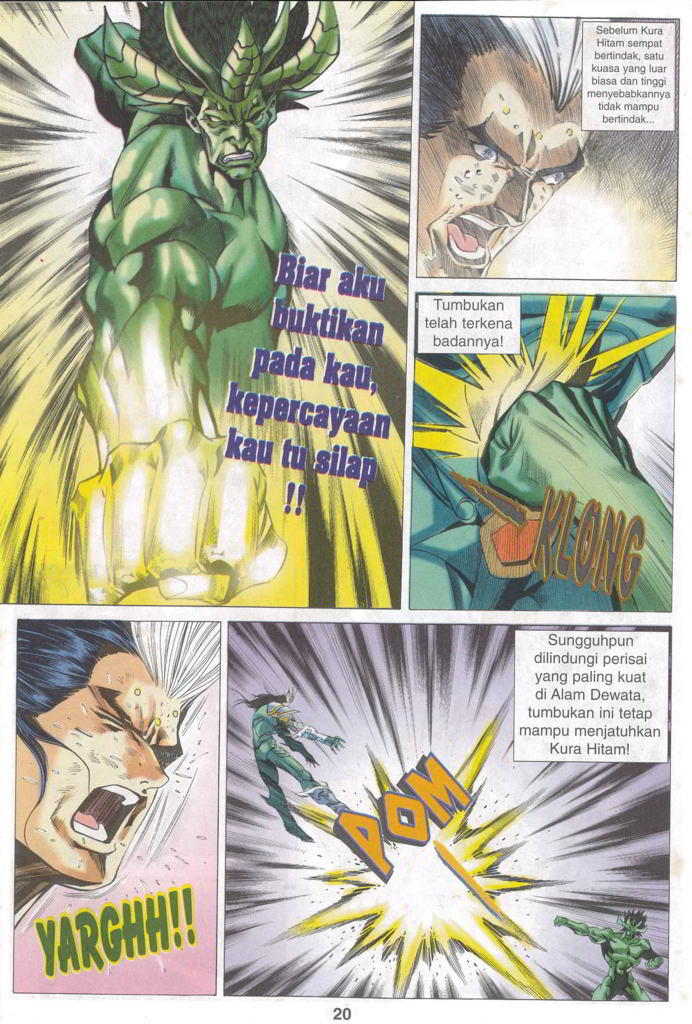 Biar aku
buktikan
pada kau,
kepercayaan
kau tu silap
!!
Sebelum Kura
Hitam sempat
bertindak, satu
kuasa yang luar
biasa dan tinggi
menyebabkannya
tidak mampu
bertindak...
Tumbukan
telah terkena
badannya!
KLONG
YARGHH!!
Sungguhpun
dilindungi perisai
yang paling kuat
di Alam Dewata,
tumbukan ini tetap
mampu menjatuhkan
Kura Hitam!
POM
20